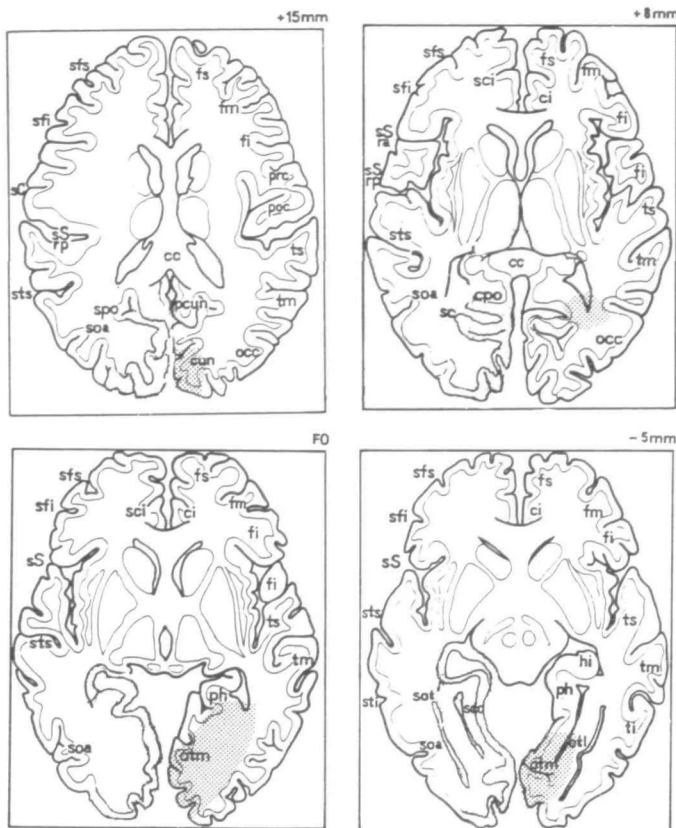 +15mm
sfs
fs
fm
sfi
fi
prc
sC
poc
sS
rp
ts
cc
sts
tm
spo
pcun
soa
occ
cun
+8mm
sfs
fs
sci
fm
sfi
ci
fi
sS
ra
sS
rp
fi
ts
sts
tm
cc
soa
cpo
sc
occ
F0
sfs
fs
sfi
sci
ci
fm
fi
sS
fi
ts
sts
tm
ph
soa
otm
-5mm
sfs
fs
sfi
ci
fm
fi
sS
sts
ts
hi
tm
sti
sot
ph
soc
ti
soa
otl
otm